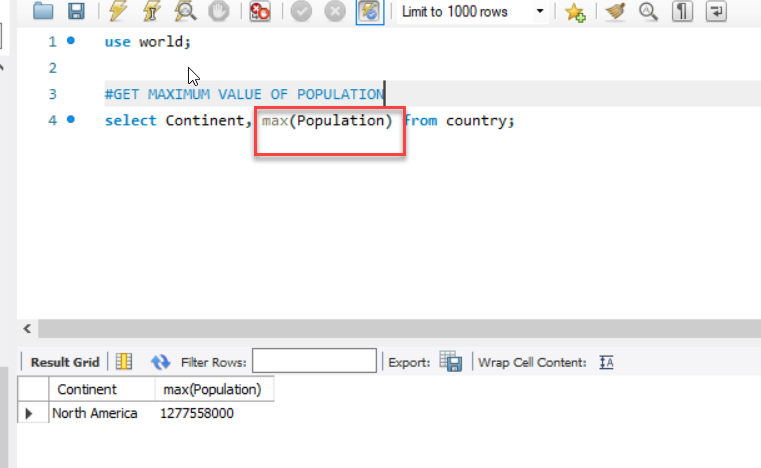 Limit to 1000 rows
1 use world;
2
3 #GET MAXIMUM VALUE OF POPULATION
4 select Continent, max(Population) from country;
Result Grid Filter Rows: Export: Wrap Cell Content:
Continent max(Population)
North America 1277558000